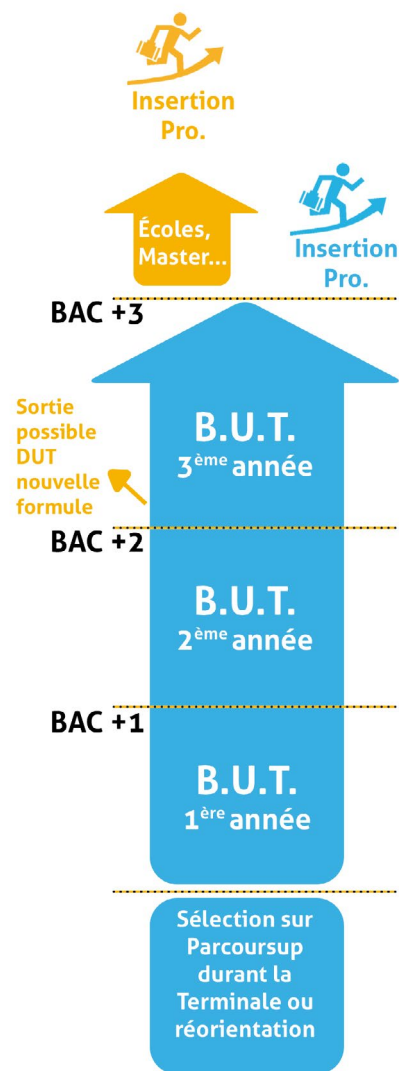 Insertion
Pro.
Écoles,
Master...
Insertion
Pro.
BAC +3
Sortie
possible
DUT
nouvelle
formule
B.U.T.
3ème année
BAC +2
B.U.T.
2ème année
BAC +1
B.U.T.
1ère année
Sélection sur
Parcoursup
durant la
Terminale ou
réorientation